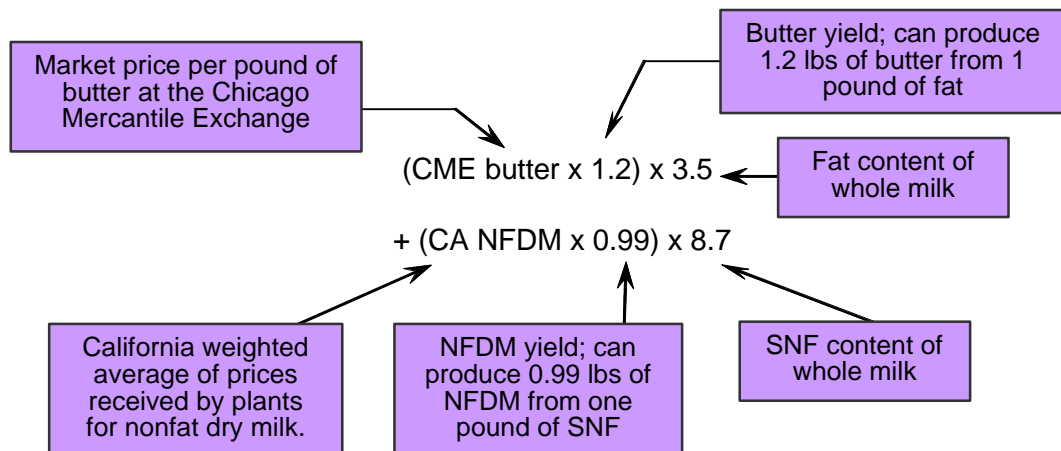 Market price per pound of
butter at the Chicago
Mercantile Exchange
Butter yield; can produce
1.2 lbs of butter from 1
pound of fat
(CME butter x 1.2) x 3.5
Fat content of
whole milk
+ (CA NFDM x 0.99) x 8.7
California weighted
average of prices
received by plants
for nonfat dry milk.
NFDM yield; can
produce 0.99 lbs of
NFDM from one
pound of SNF
SNF content of
whole milk